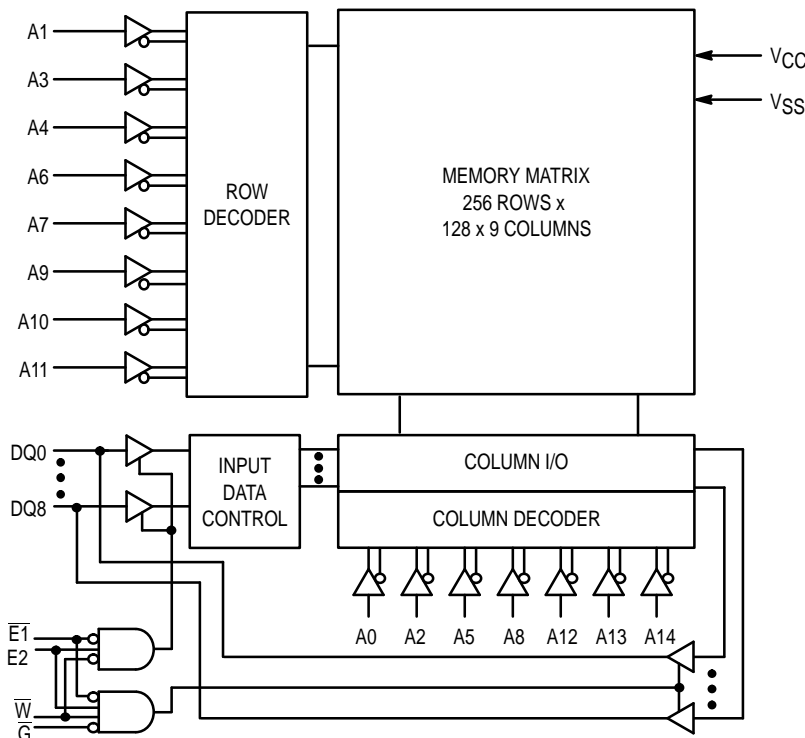 A1
A3
A4
A6
A7
A9
A10
A11
ROW
DECODER
MEMORY MATRIX
256 ROWS x
128 x 9 COLUMNS
VCC
VSS
DQ0
DQ8
INPUT
DATA
CONTROL
COLUMN I/O
COLUMN DECODER
A0 A2 A5 A8 A12 A13 A14
E1
E2
W
G